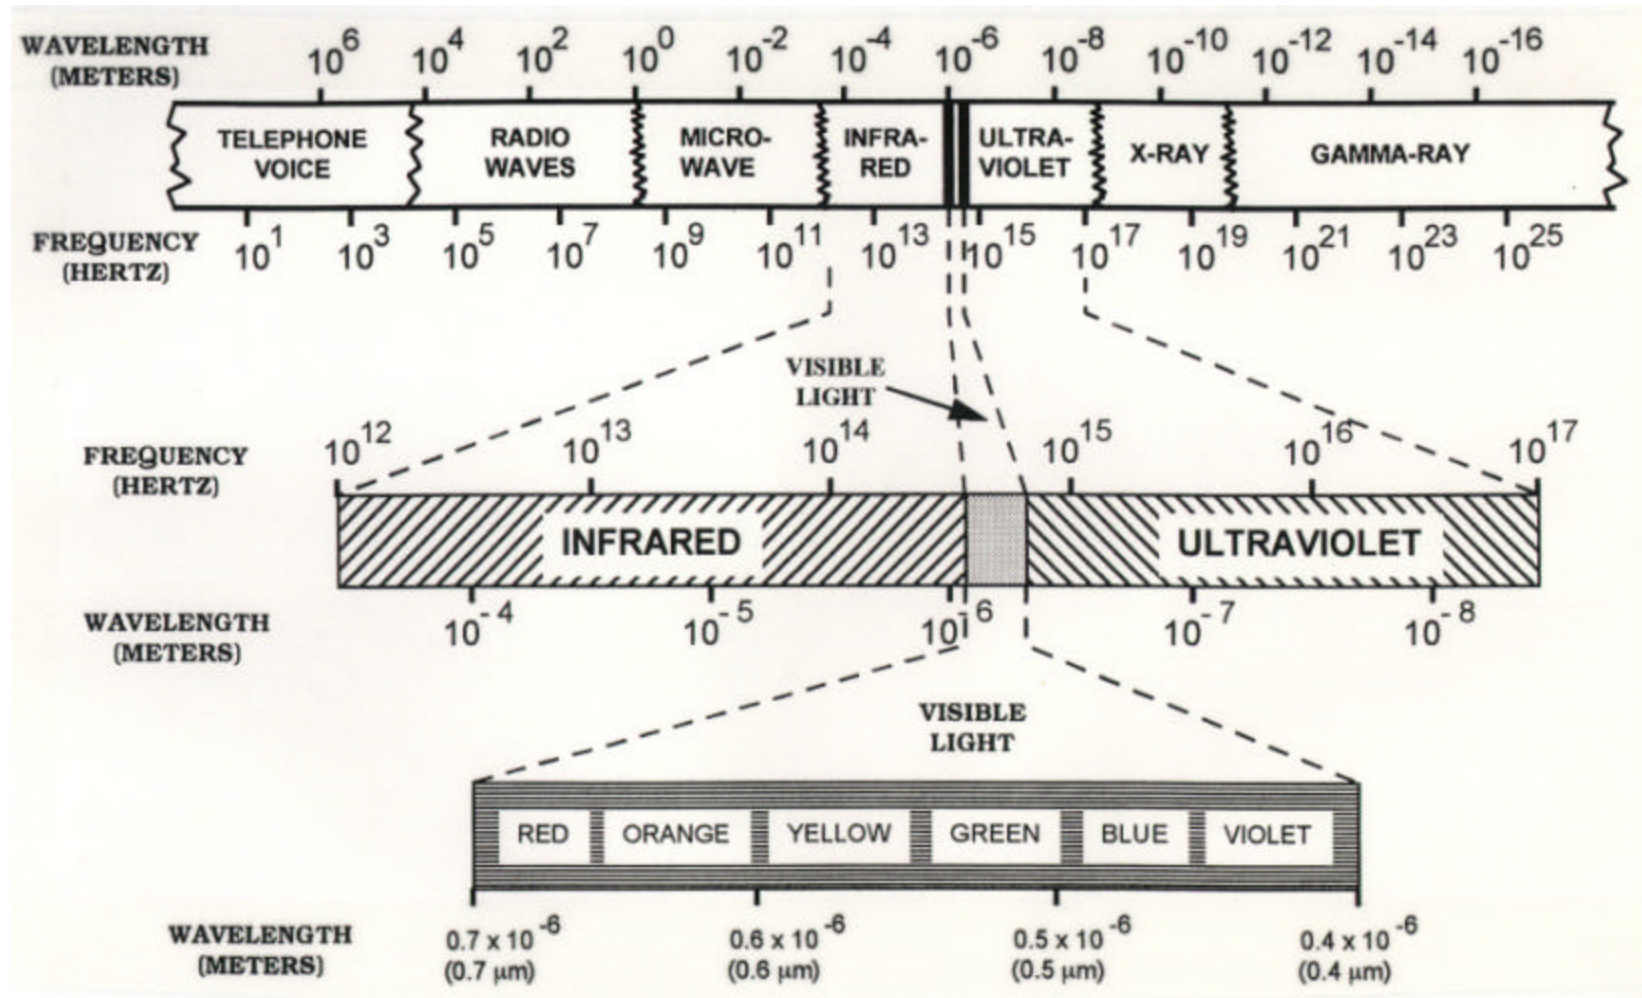 WAVELENGTH
(METERS)
10^6 10^4 10^2 10^0 10^-2 10^-4 10^-6 10^-8 10^-10 10^-12 10^-14 10^-16
TELEPHONE
VOICE
RADIO
WAVES
MICRO-
WAVE
INFRA-
RED
ULTRA-
VIOLET
X-RAY
GAMMA-RAY
FREQUENCY
(HERTZ)
10^1 10^3 10^5 10^7 10^9 10^11 10^13 10^15 10^17 10^19 10^21 10^23 10^25
VISIBLE
LIGHT
FREQUENCY
(HERTZ)
10^12 10^13 10^14 10^15 10^16 10^17
INFRARED ULTRAVIOLET
WAVELENGTH
(METERS)
10^-4 10^-5 10^-6 10^-7 10^-8
VISIBLE
LIGHT
RED ORANGE YELLOW GREEN BLUE VIOLET
WAVELENGTH
(METERS)
0.7 x 10^-6 0.6 x 10^-6 0.5 x 10^-6 0.4 x 10^-6
(0.7 µm) (0.6 µm) (0.5 µm) (0.4 µm)